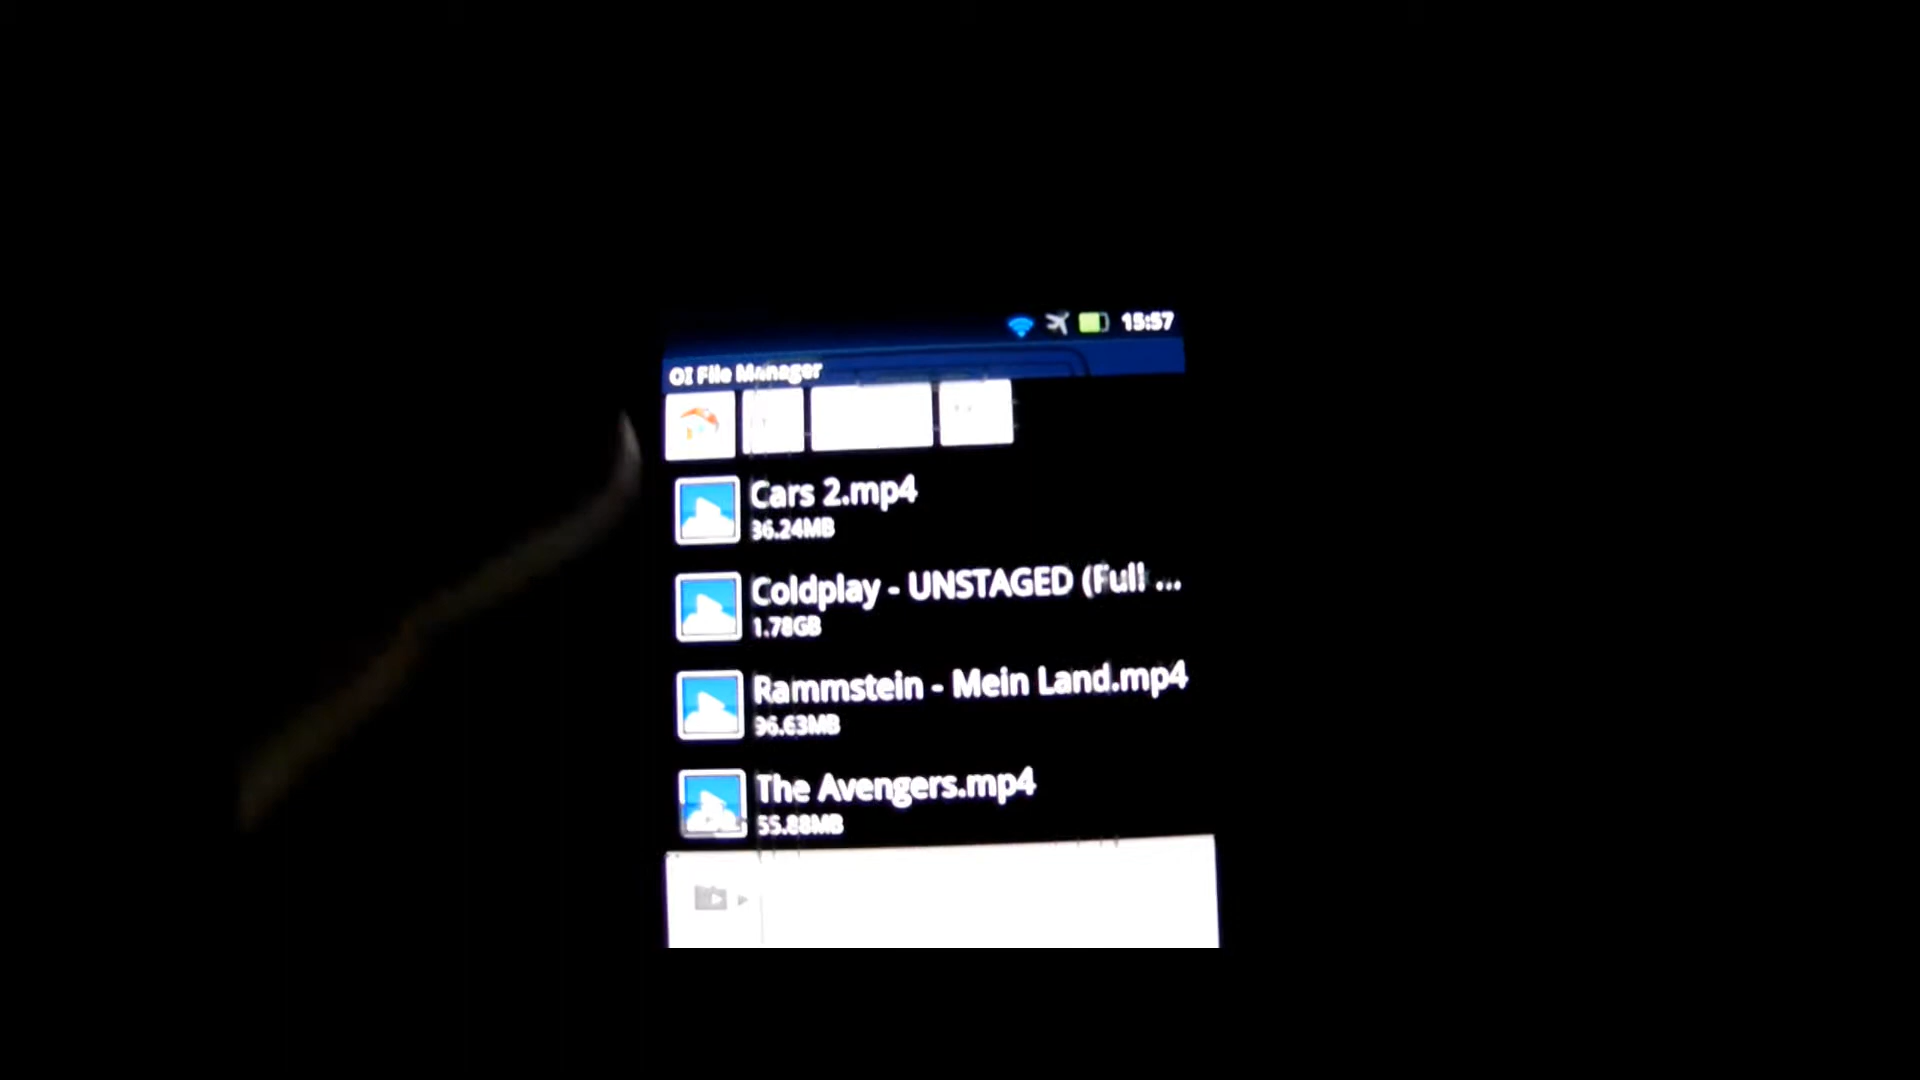 15:57
OI File Manager
Cars 2.mp4
36.24MB
Coldplay - UNSTAGED (Full ...
1.78GB
Rammstein - Mein Land.mp4
96.63MB
The Avengers.mp4
55.88MB